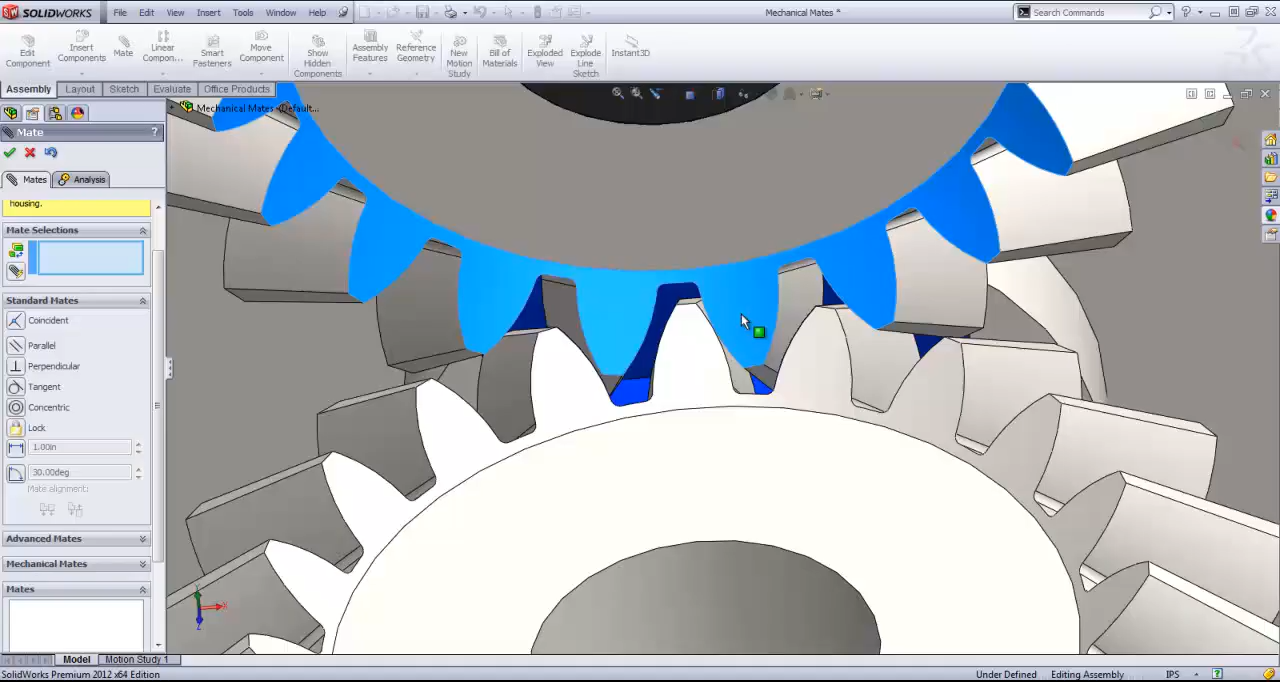 SW SOLIDWORKS File Edit View Insert Tools Window Help Mechanical Mates * Search Commands ?
Edit Component
Insert Components
Mate
Linear Compon...
Smart Fasteners
Move Component
Show Hidden Components
Assembly Features
Reference Geometry
New Motion Study
Bill of Materials
Exploded View
Explode Line Sketch
Instant3D
Assembly Layout Sketch Evaluate Office Products
Mate ?
Mates Analysis
housing.
Mate Selections
Standard Mates
Coincident
Parallel
Perpendicular
Tangent
Concentric
Lock
1.00in
30.00deg
Mate alignment:
Advanced Mates
Mechanical Mates
Mates
Mechanical Mates (Default...
Y
X
Z
Model Motion Study 1
SolidWorks Premium 2012 x64 Edition Under Defined Editing Assembly IPS ?